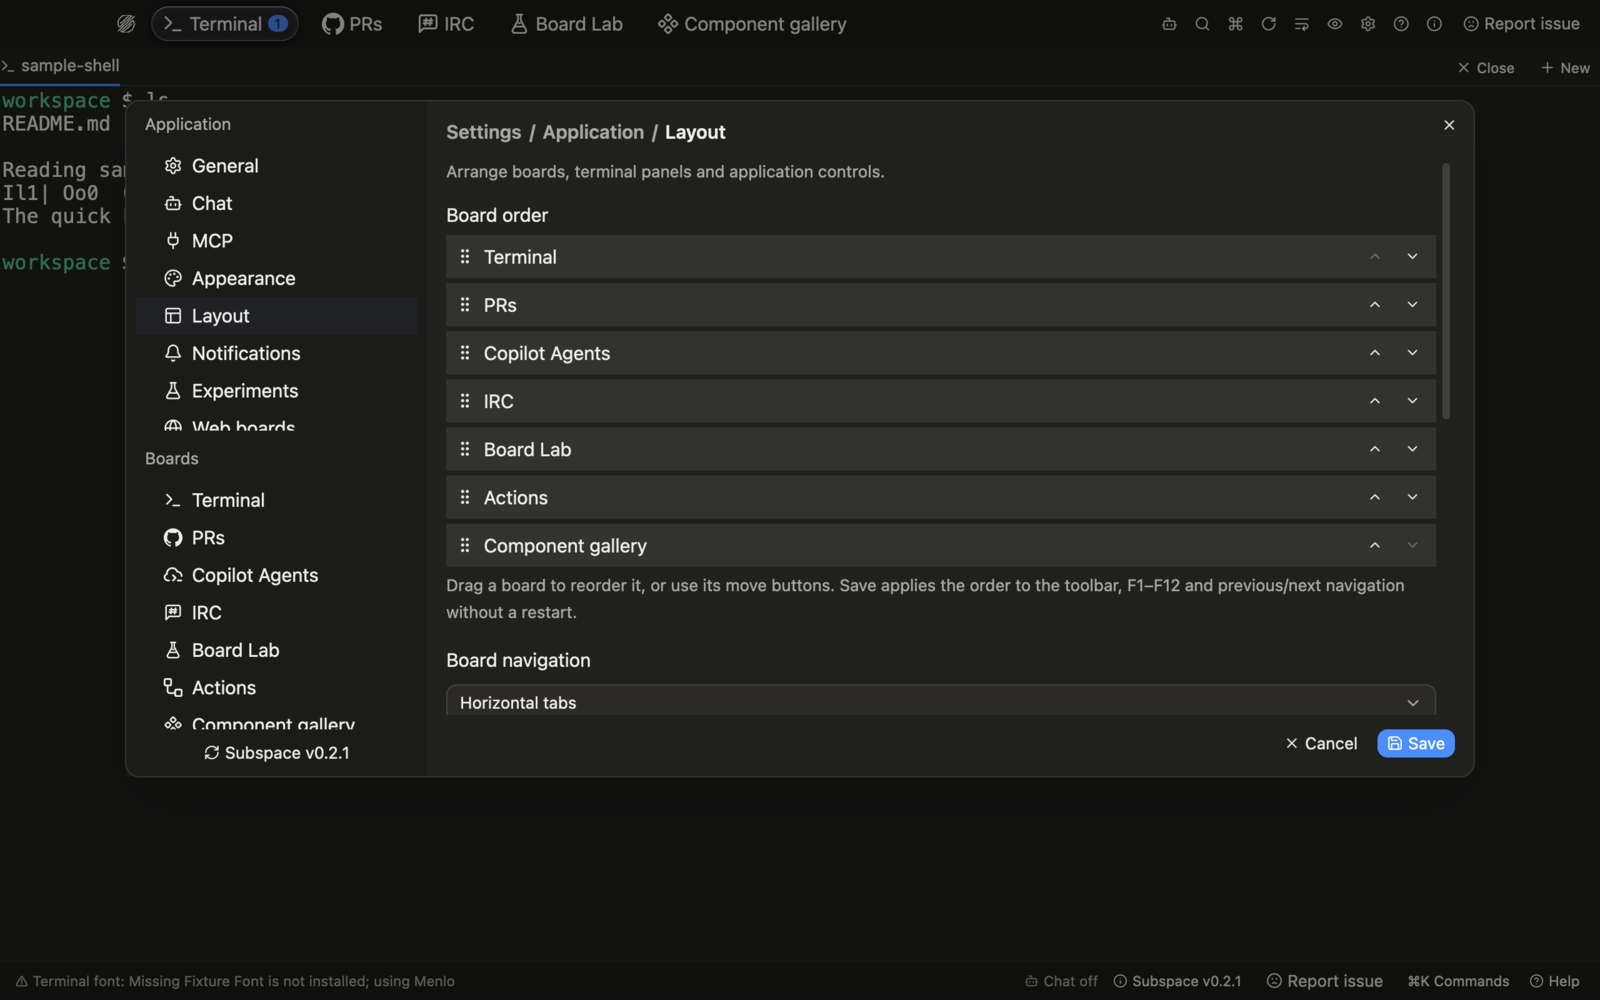 Terminal 1 PRs IRC Board Lab Component gallery Report issue
sample-shell Close New
workspace $ ls
README.md
Reading sam
Il1| Oo0
The quick
workspace $
Application
General
Chat
MCP
Appearance
Layout
Notifications
Experiments
Web boards
Boards
Terminal
PRs
Copilot Agents
IRC
Board Lab
Actions
Component gallery
Subspace v0.2.1
Settings / Application / Layout
Arrange boards, terminal panels and application controls.
Board order
Terminal
PRs
Copilot Agents
IRC
Board Lab
Actions
Component gallery
Drag a board to reorder it, or use its move buttons. Save applies the order to the toolbar, F1–F12 and previous/next navigation
without a restart.
Board navigation
Horizontal tabs
Cancel Save
Terminal font: Missing Fixture Font is not installed; using Menlo Chat off Subspace v0.2.1 Report issue ⌘K Commands Help